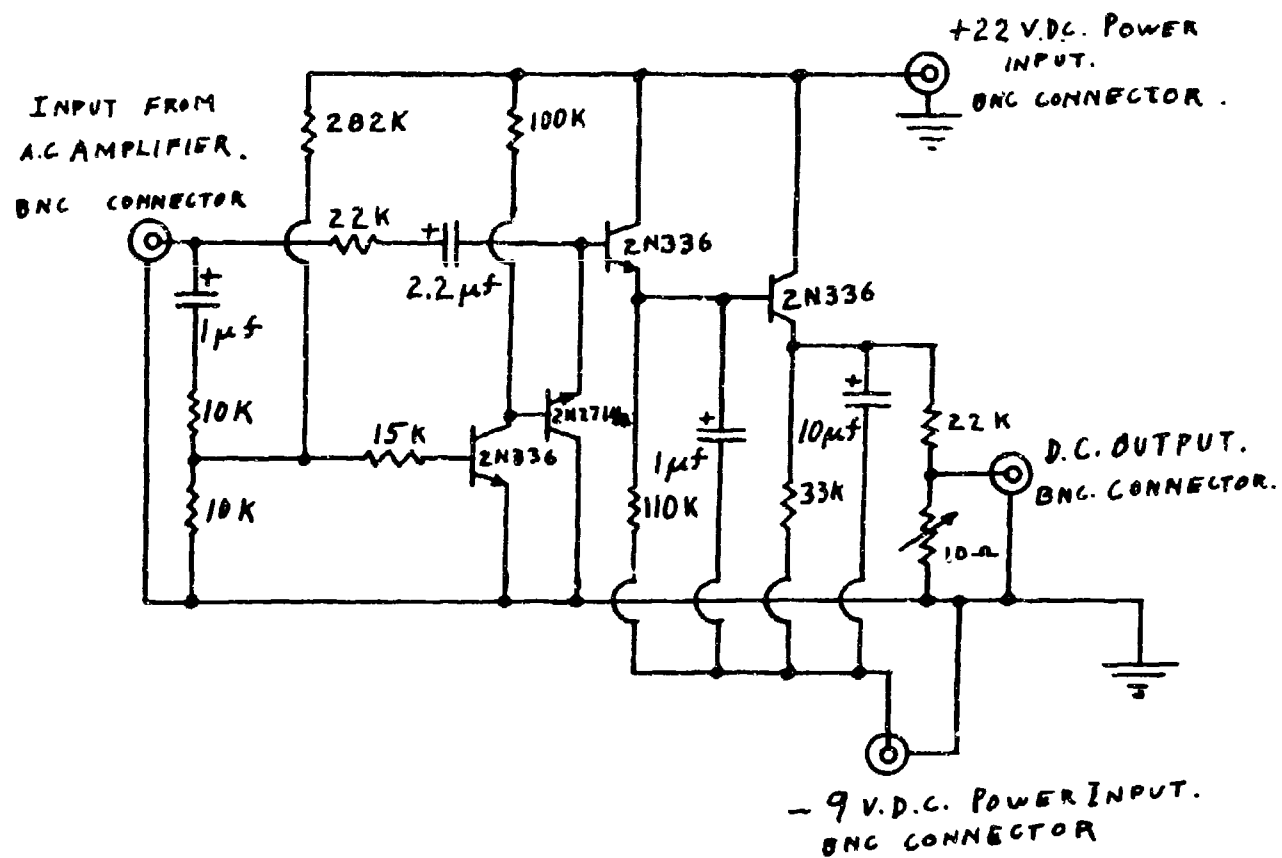 +22 V.DC. POWER
INPUT.
BNC CONNECTOR.
INPUT FROM
A.C AMPLIFIER.
BNC CONNECTOR
282K
100K
22K
+
2.2µf
2N336
2N336
+
1µf
10K
15K
2N336
+
1µf
+
10µf
22K
D.C. OUTPUT.
BNC. CONNECTOR.
10K
110K
33K
10Ω
- 9 V.D.C. POWER INPUT.
BNC CONNECTOR